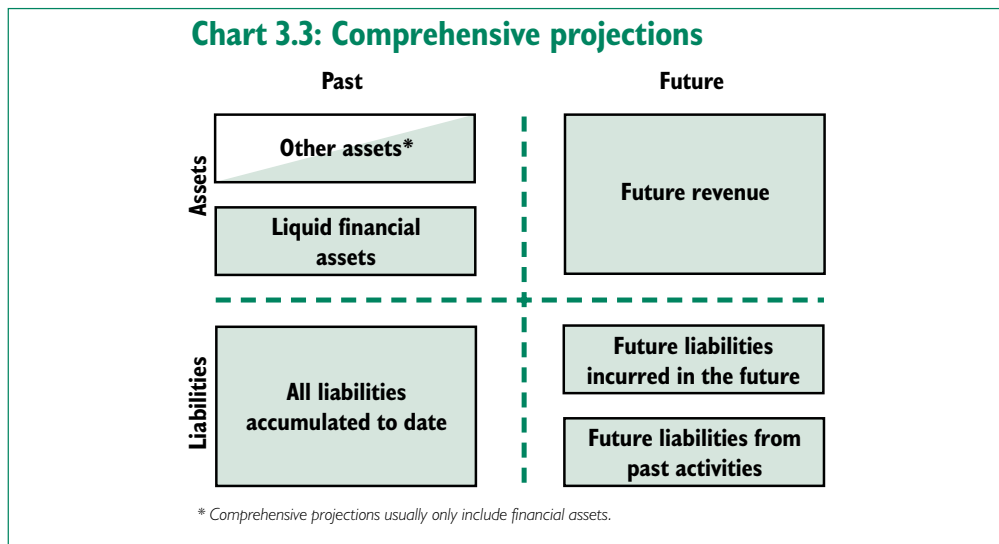 Chart 3.3: Comprehensive projections
Past
Future
Assets
Other assets*
Liquid financial
assets
Future revenue
Liabilities
All liabilities
accumulated to date
Future liabilities
incurred in the future
Future liabilities from
past activities
* Comprehensive projections usually only include financial assets.